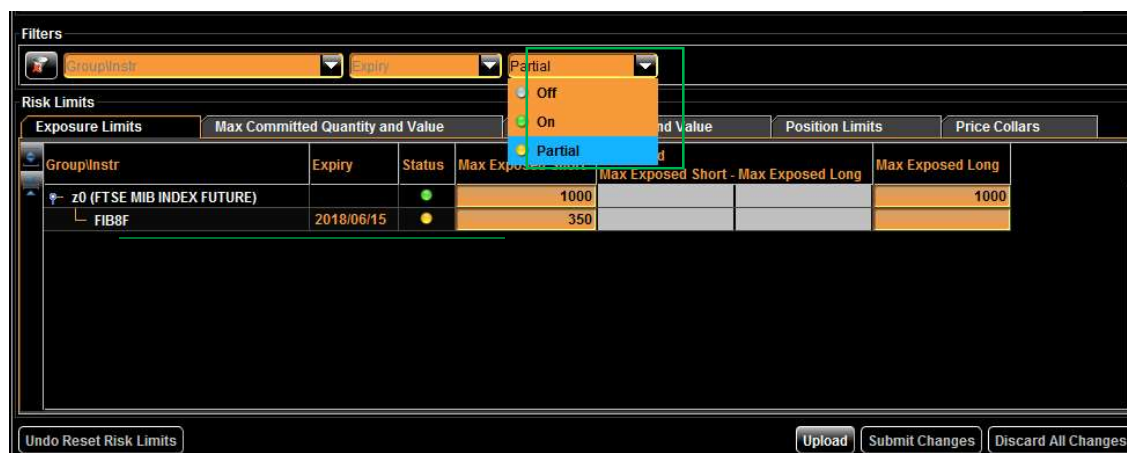 Filters
Group\Instr Expiry Partial
Off
On
Partial
Risk Limits
Exposure Limits Max Committed Quantity and Value nd Value Position Limits Price Collars
Group\Instr Expiry Status Max Exposed Short d Max Exposed Long
Max Exposed Short - Max Exposed Long
z0 (FTSE MIB INDEX FUTURE) 1000 1000
FIB8F 2018/06/15 350
Undo Reset Risk Limits Upload Submit Changes Discard All Changes